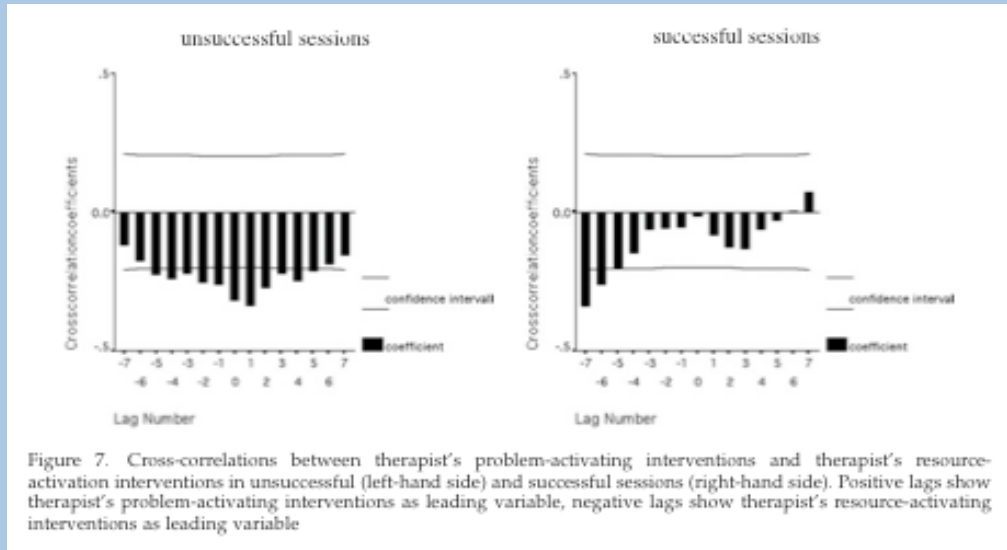 unsuccessful sessions
successful sessions
.5
0.0
-.5
Crosscorrelationcoefficients
-7 -5 -3 -1 1 3 5 7
-6 -4 -2 0 2 4 6
Lag Number
confidence intervall
coefficient
.5
0.0
-.5
Crosscorrelationcoefficients
-7 -5 -3 -1 1 3 5 7
-6 -4 -2 0 2 4 6
Lag Number
confidence intervall
coefficient
Figure 7. Cross-correlations between therapist's problem-activating interventions and therapist's resource-
activation interventions in unsuccessful (left-hand side) and successful sessions (right-hand side). Positive lags show
therapist's problem-activating interventions as leading variable, negative lags show therapist's resource-activating
interventions as leading variable